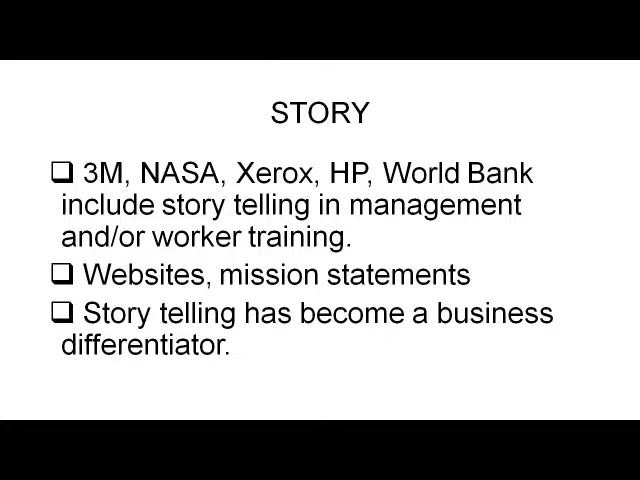 STORY
❑ 3M, NASA, Xerox, HP, World Bank
include story telling in management
and/or worker training.
❑ Websites, mission statements
❑ Story telling has become a business
differentiator.